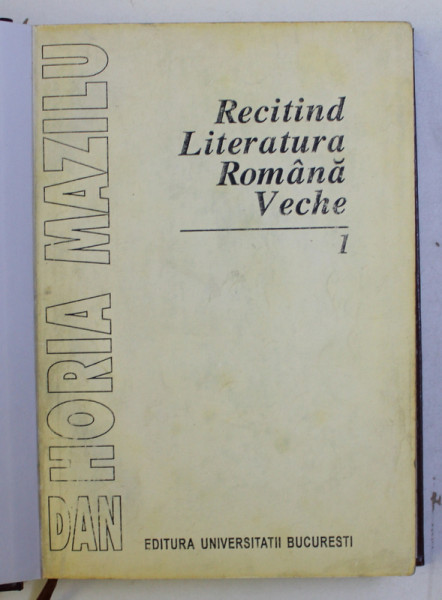 DAN HORIA MAZILU
Recitind
Literatura
Română
Veche
1
EDITURA UNIVERSITATII BUCURESTI